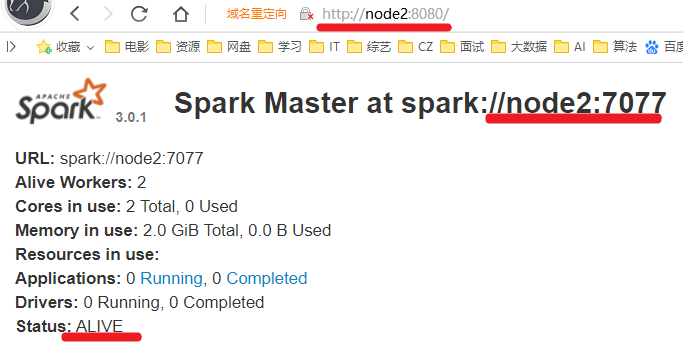 域名重定向 http://node2:8080/
收藏 电影 资源 网盘 学习 IT 综艺 CZ 面试 大数据 AI 算法 百度
APACHE Spark 3.0.1 Spark Master at spark://node2:7077
URL: spark://node2:7077
Alive Workers: 2
Cores in use: 2 Total, 0 Used
Memory in use: 2.0 GiB Total, 0.0 B Used
Resources in use:
Applications: 0 Running, 0 Completed
Drivers: 0 Running, 0 Completed
Status: ALIVE